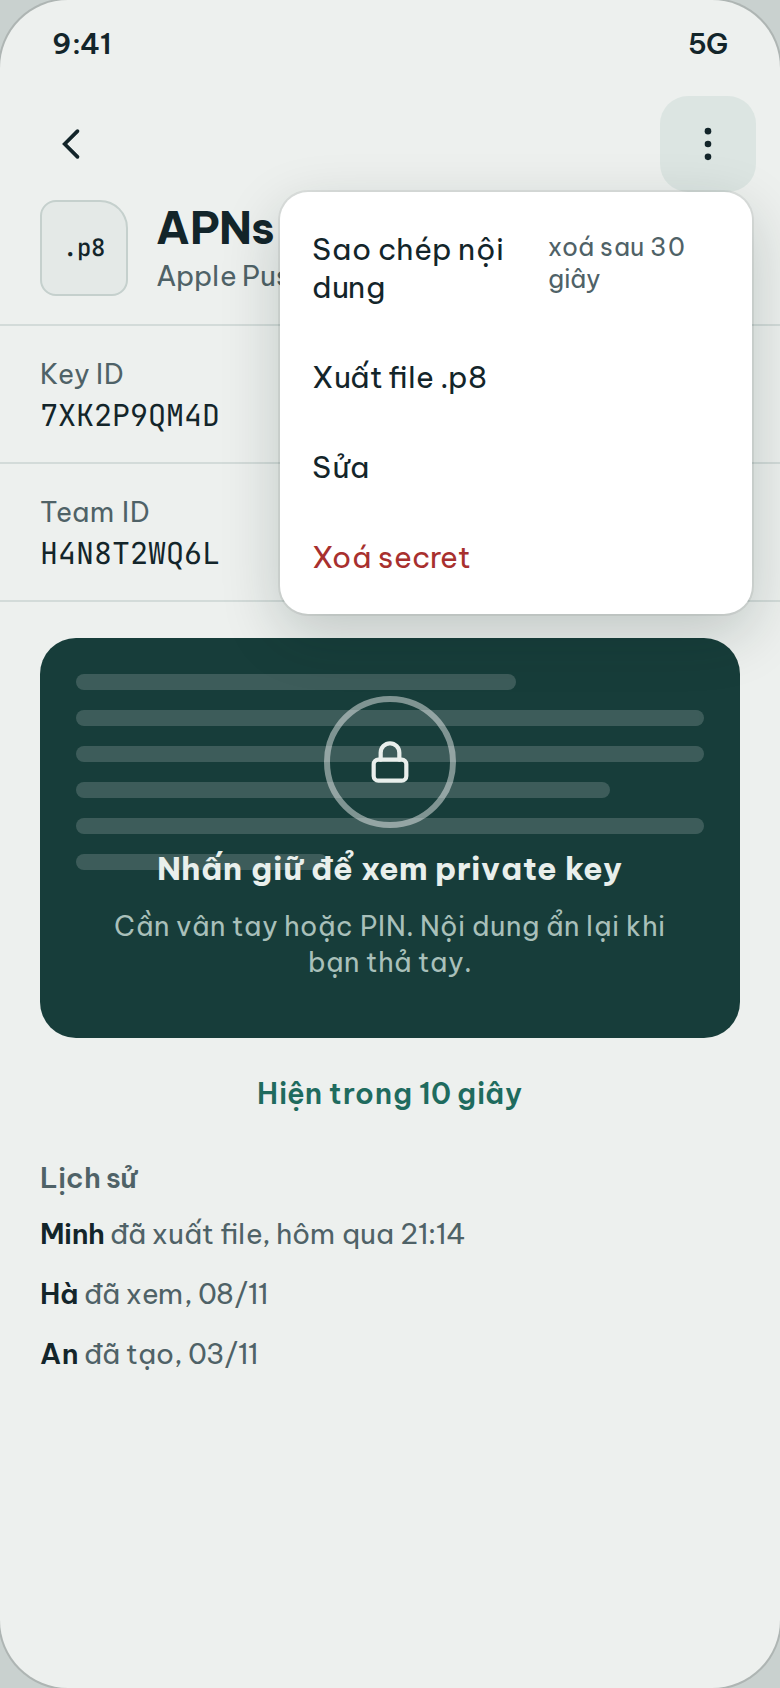 9:41
5G
.p8
APNs
Apple Pus
Sao chép nội dung
xoá sau 30 giây
Xuất file .p8
Sửa
Xoá secret
Key ID
7XK2P9QM4D
Team ID
H4N8T2WQ6L
Nhấn giữ để xem private key
Cần vân tay hoặc PIN. Nội dung ẩn lại khi
bạn thả tay.
Hiện trong 10 giây
Lịch sử
Minh đã xuất file, hôm qua 21:14
Hà đã xem, 08/11
An đã tạo, 03/11